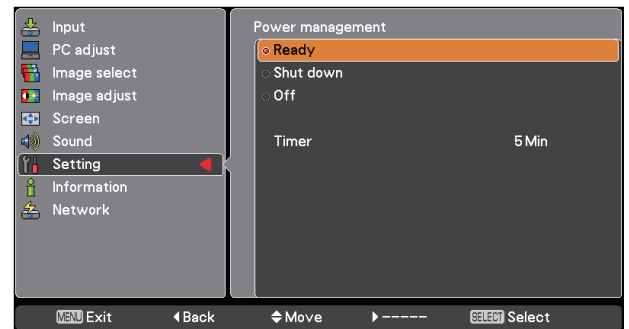 Input
PC adjust
Image select
Image adjust
Screen
Sound
Setting
Information
Network
Power management
Ready
Shut down
Off
Timer 5 Min
MENU Exit Back Move ----- SELECT Select